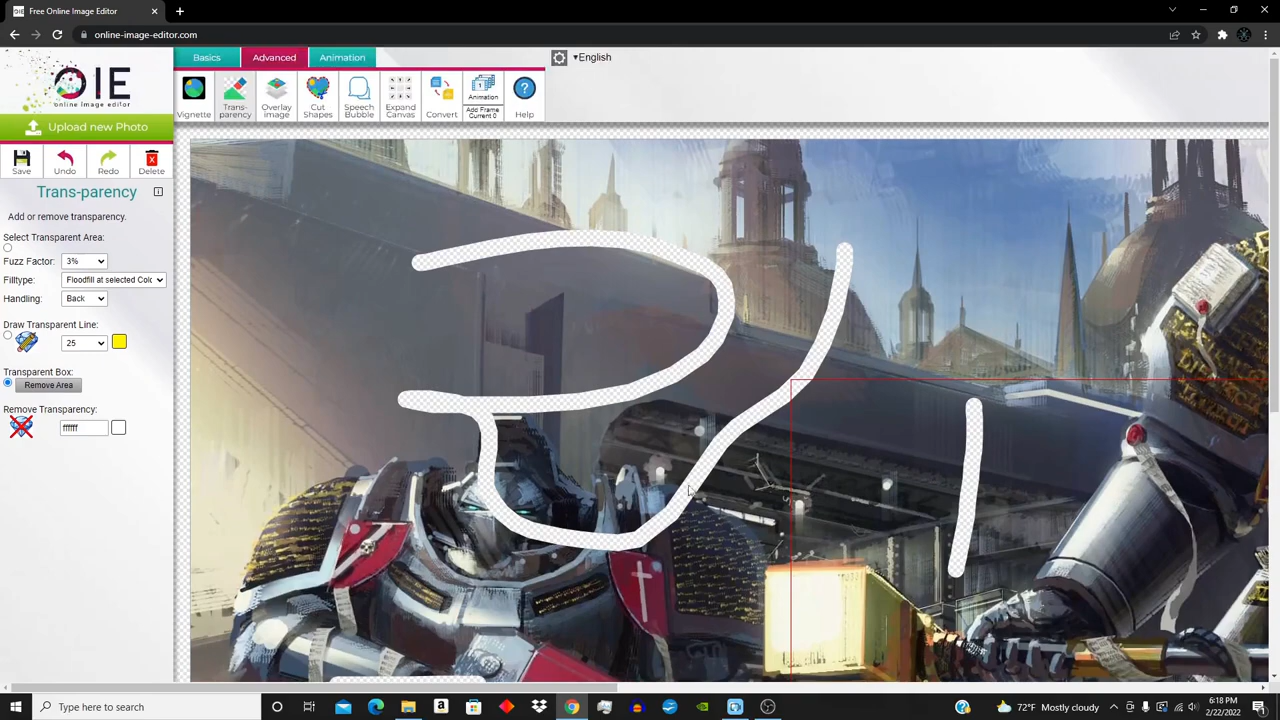 Free Online Image Editor
online-image-editor.com
OIE
online image editor
Upload new Photo
Save
Undo
Redo
Delete
Basics
Advanced
Animation
▾English
Vignette
Trans-
parency
Overlay
image
Cut
Shapes
Speech
Bubble
Expand
Canvas
Convert
1
Animation
Add Frame
Current 0
?
Help
Trans-parency
i
Add or remove transparency.
Select Transparent Area:
Fuzz Factor:
3%
Filltype:
Floodfill at selected Colo
Handling:
Back
Draw Transparent Line:
25
Transparent Box:
Remove Area
Remove Transparency:
ffffff
Type here to search
a
72°F Mostly cloudy
6:18 PM
2/22/2022
1